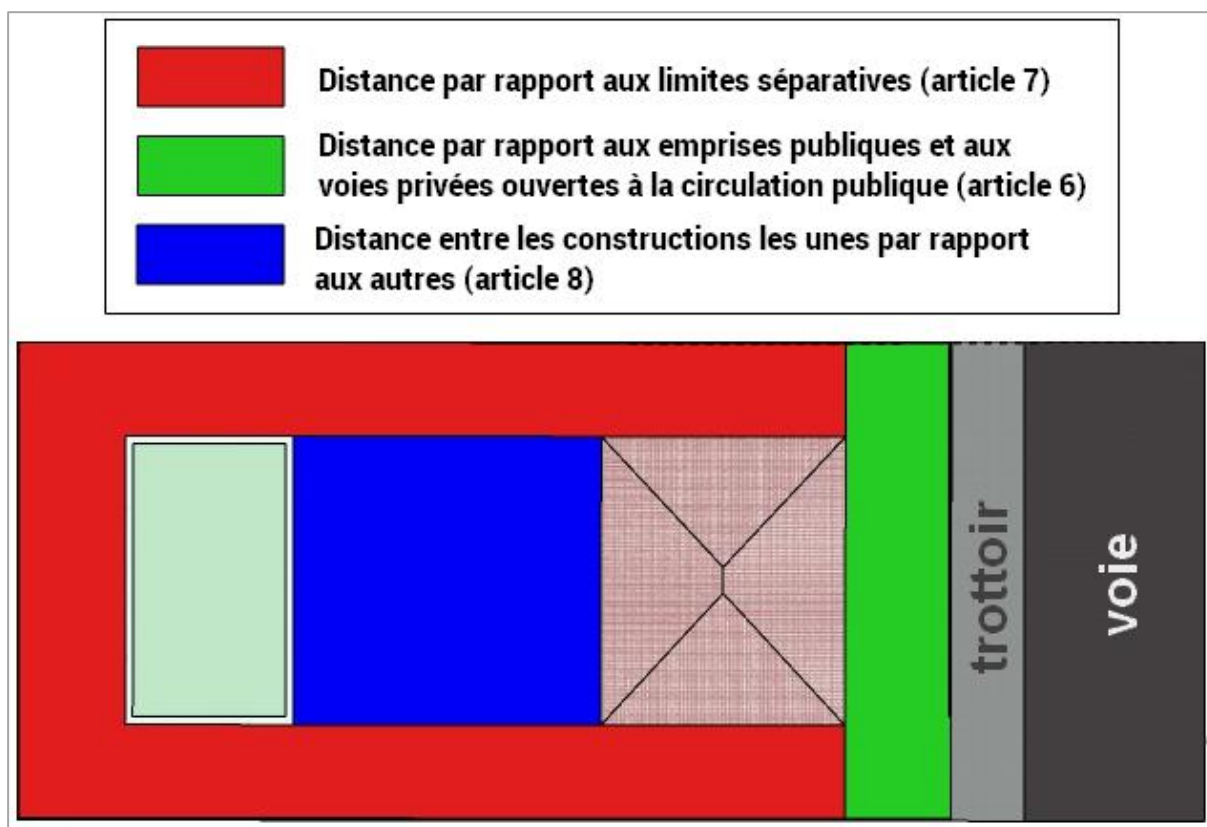 Distance par rapport aux limites séparatives (article 7)
Distance par rapport aux emprises publiques et aux
voies privées ouvertes à la circulation publique (article 6)
Distance entre les constructions les unes par rapport
aux autres (article 8)
trottoir
voie